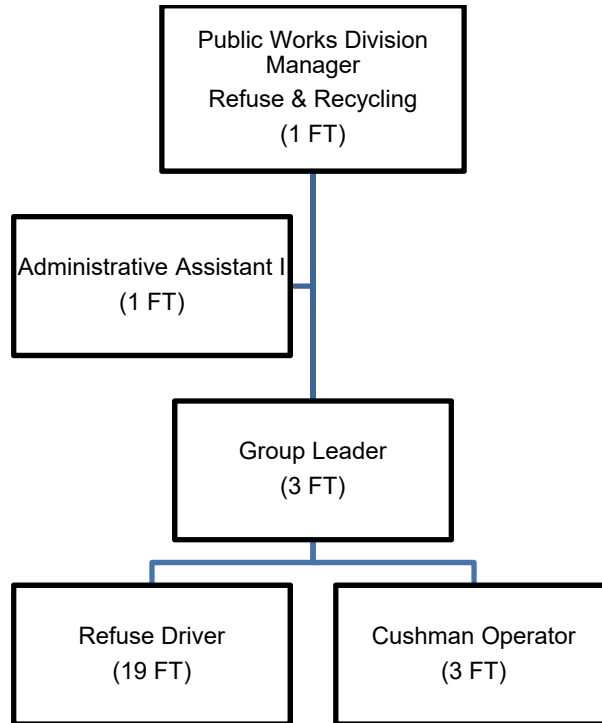 Public Works Division
Manager
Refuse & Recycling
(1 FT)
Administrative Assistant I
(1 FT)
Group Leader
(3 FT)
Refuse Driver
(19 FT)
Cushman Operator
(3 FT)